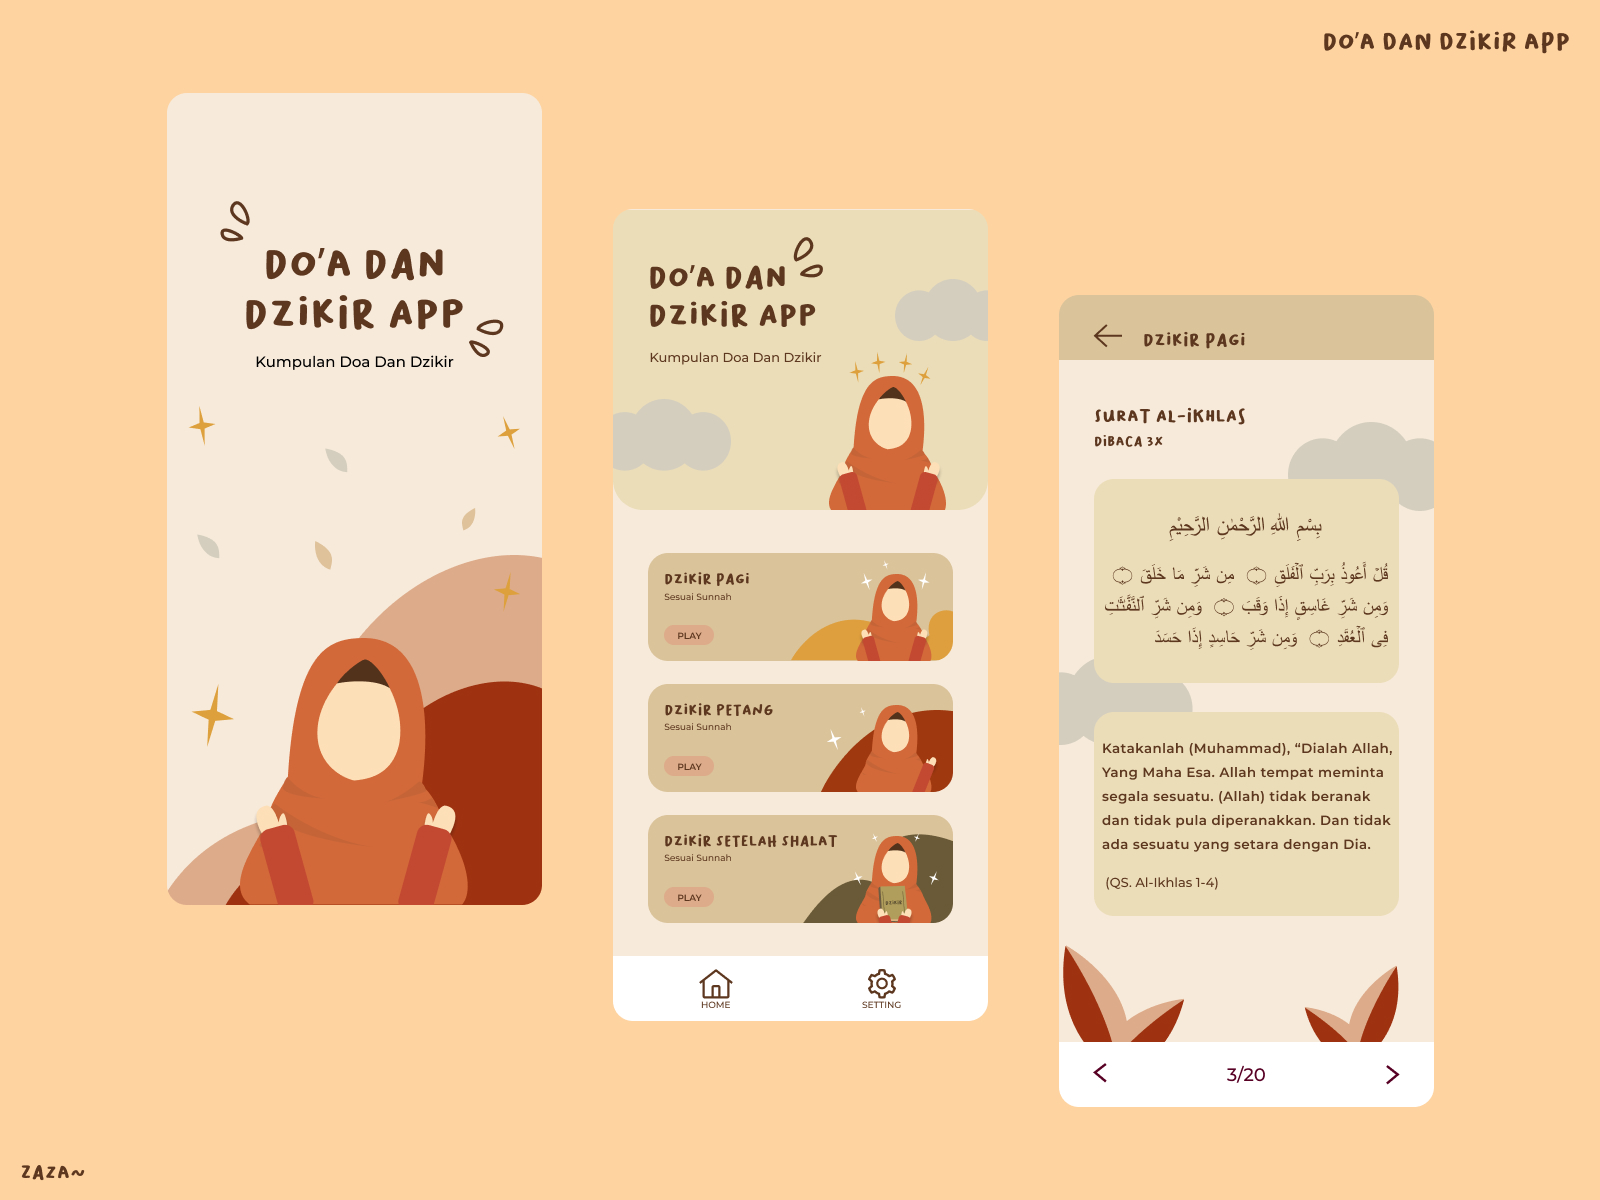 DO'A DAN DZIKIR APP
DO'A DAN
DZIKIR APP
Kumpulan Doa Dan Dzikir
DO'A DAN
DZIKIR APP
Kumpulan Doa Dan Dzikir
DZIKIR PAGI
Sesuai Sunnah
PLAY
DZIKIR PETANG
Sesuai Sunnah
PLAY
DZIKIR SETELAH SHALAT
Sesuai Sunnah
PLAY
DZIKIR
HOME
SETTING
DZIKIR PAGI
SURAT AL-IKHLAS
DIBACA 3X
بِسْمِ اللهِ الرَّحْمٰنِ الرَّحِيْمِ
قُلۡ أَعُوذُ بِرَبِّ ٱلۡفَلَقِ ۝ مِن شَرِّ مَا خَلَقَ ۝
وَمِن شَرِّ غَاسِقٍ إِذَا وَقَبَ ۝ وَمِن شَرِّ ٱلنَّفَّٰثَٰتِ
فِى ٱلۡعُقَدِ ۝ وَمِن شَرِّ حَاسِدٍ إِذَا حَسَدَ
Katakanlah (Muhammad), “Dialah Allah,
Yang Maha Esa. Allah tempat meminta
segala sesuatu. (Allah) tidak beranak
dan tidak pula diperanakkan. Dan tidak
ada sesuatu yang setara dengan Dia.
(QS. Al-Ikhlas 1-4)
3/20
ZAZA~